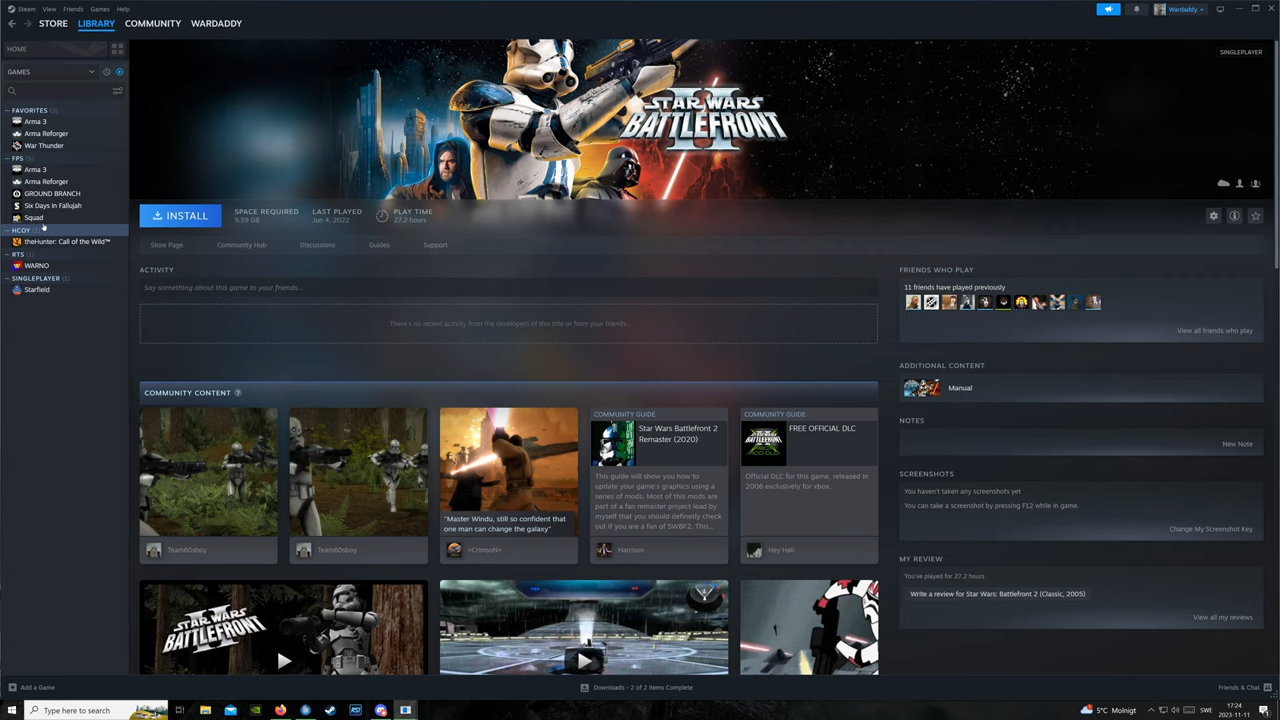 Steam View Friends Games Help
Wardaddy
STORE LIBRARY COMMUNITY WARDADDY
HOME
GAMES
FAVORITES (3)
Arma 3
Arma Reforger
War Thunder
FPS (5)
Arma 3
Arma Reforger
GROUND BRANCH
Six Days in Fallujah
Squad
HCOY (1)
theHunter: Call of the Wild™
RTS (1)
WARNO
SINGLEPLAYER (1)
Starfield
SINGLEPLAYER
STAR WARS
BATTLEFRONT
II
INSTALL
SPACE REQUIRED
9.59 GB
LAST PLAYED
Jun 4, 2022
PLAY TIME
27.2 hours
Store Page Community Hub Discussions Guides Support
ACTIVITY
Say something about this game to your friends...
There's no recent activity from the developers of this title or from your friends.
COMMUNITY CONTENT ?
Team60sboy
Team60sboy
"Master Windu, still so confident that
one man can change the galaxy"
=CrimsoN=
COMMUNITY GUIDE
Star Wars Battlefront 2
Remaster (2020)
This guide will show you how to
update your game's graphics using a
series of mods. Most of this mods are
part of a fan remaster project lead by
myself that you should definetly check
out if you are a fan of SWBF2. This...
Harrison
COMMUNITY GUIDE
FREE OFFICIAL DLC
Official DLC for this game, released in
2006 exclusively for xbox.
Hey Hall
STAR WARS
BATTLEFRONT
II
FRIENDS WHO PLAY
11 friends have played previously
View all friends who play
ADDITIONAL CONTENT
Manual
NOTES
New Note
SCREENSHOTS
You haven't taken any screenshots yet
You can take a screenshot by pressing F12 while in game.
Change My Screenshot Key
MY REVIEW
You've played for 27.2 hours
Write a review for Star Wars: Battlefront 2 (Classic, 2005)
View all my reviews
Add a Game
Downloads - 2 of 2 Items Complete
Friends & Chat
Type here to search
5°C Molnigt
SWE
17:24
2023-11-11